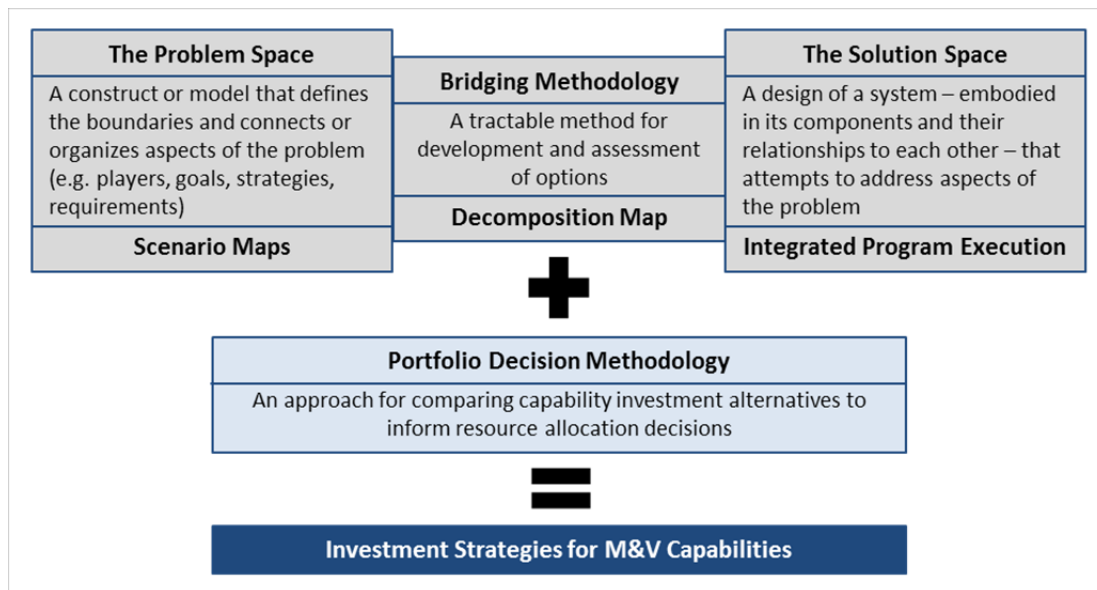 The Problem Space
A construct or model that defines
the boundaries and connects or
organizes aspects of the problem
(e.g. players, goals, strategies,
requirements)
Scenario Maps
Bridging Methodology
A tractable method for
development and assessment
of options
Decomposition Map
The Solution Space
A design of a system – embodied
in its components and their
relationships to each other – that
attempts to address aspects of
the problem
Integrated Program Execution
Portfolio Decision Methodology
An approach for comparing capability investment alternatives to
inform resource allocation decisions
Investment Strategies for M&V Capabilities